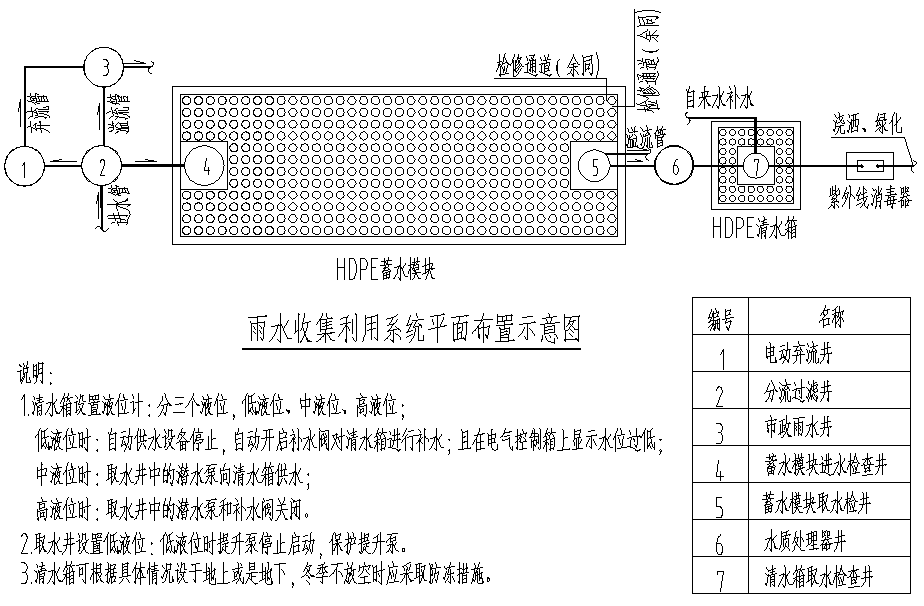 检修通道(余同)
检修通道(余同)
3
弃流管
溢流管
自来水补水
溢流管
浇洒、绿化
1
2
4
5
6
7
进水管
紫外线消毒器
HDPE清水箱
HDPE蓄水模块
雨水收集利用系统平面布置示意图
说明：
1.清水箱设置液位计：分三个液位，低液位、中液位、高液位；
低液位时：自动供水设备停止，自动开启补水阀对清水箱进行补水；且在电气控制箱上显示水位过低；
中液位时：取水井中的潜水泵向清水箱供水；
高液位时：取水井中的潜水泵和补水阀关闭。
2.取水井设置低液位：低液位时提升泵停止启动，保护提升泵。
3.清水箱可根据具体情况设于地上或是地下，冬季不放空时应采取防冻措施。
编号 名称
1 电动弃流井
2 分流过滤井
3 市政雨水井
4 蓄水模块进水检查井
5 蓄水模块取水检井
6 水质处理器井
7 清水箱取水检查井